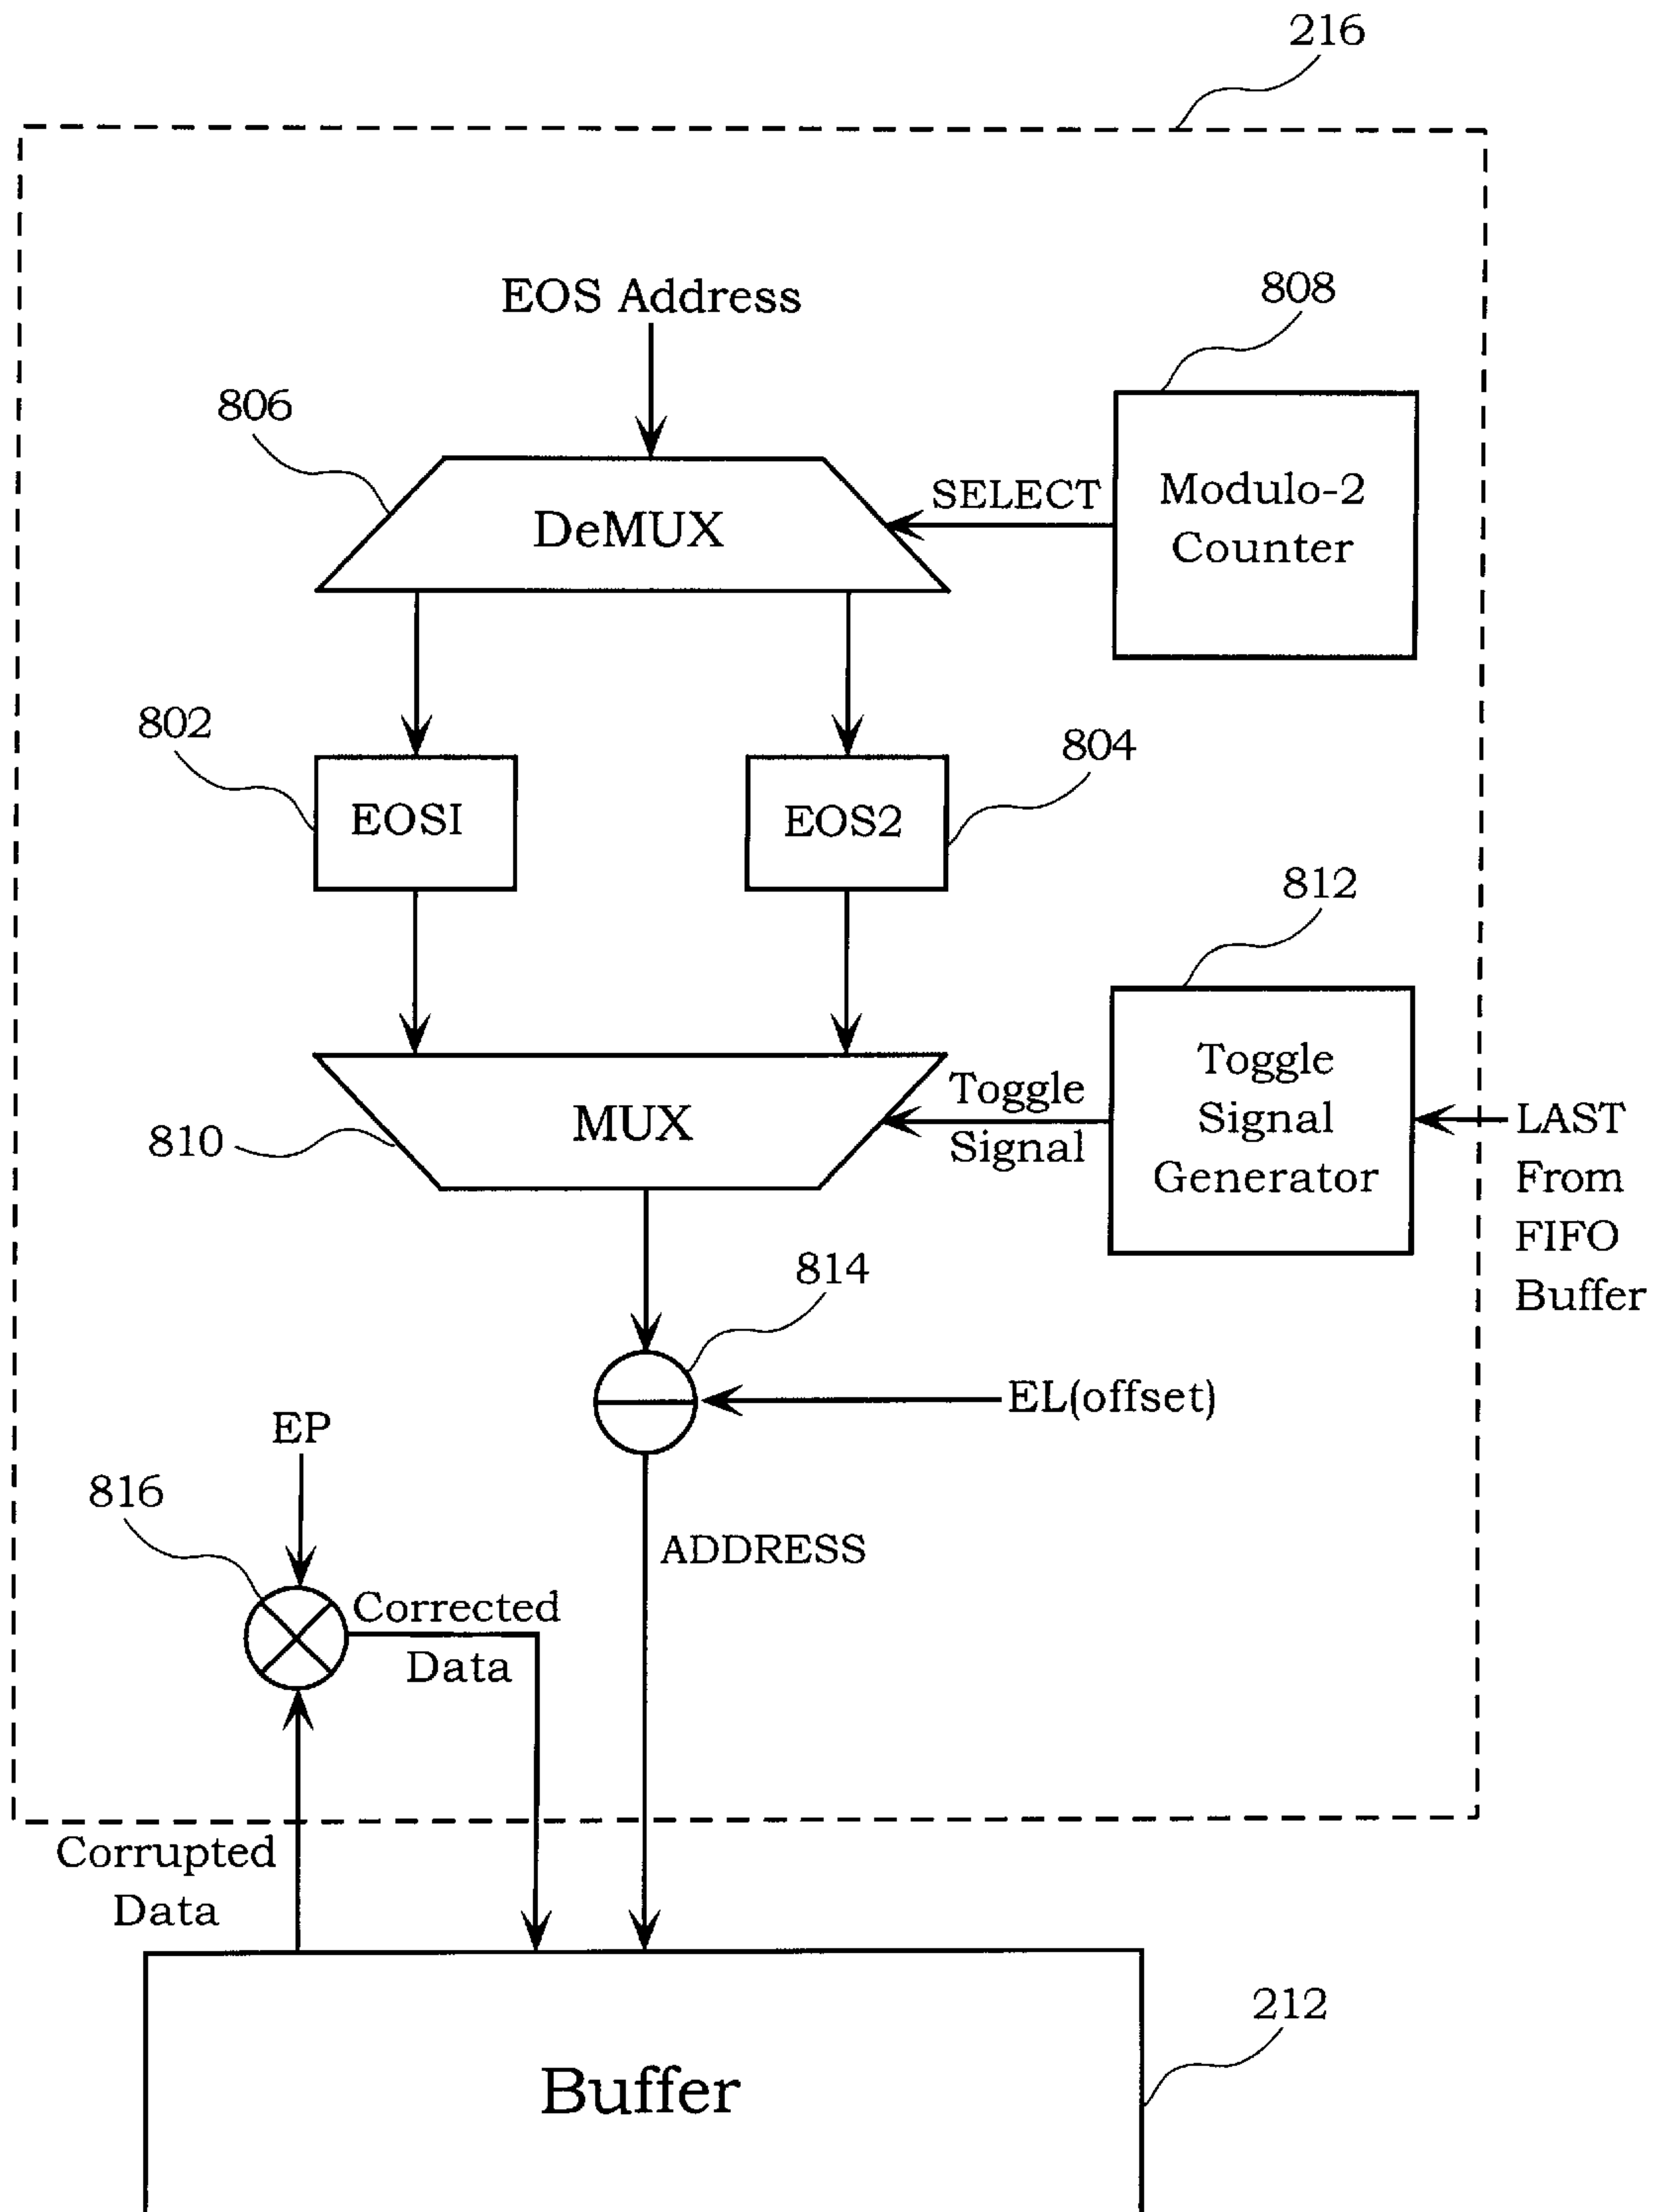 216
EOS Address
808
806
SELECT
Modulo-2
Counter
DeMUX
802
804
EOSI
EOS2
812
Toggle
Signal
Generator
Toggle
Signal
MUX
810
LAST
From
FIFO
Buffer
814
EL(offset)
EP
816
ADDRESS
Corrected
Data
Corrupted
Data
212
Buffer